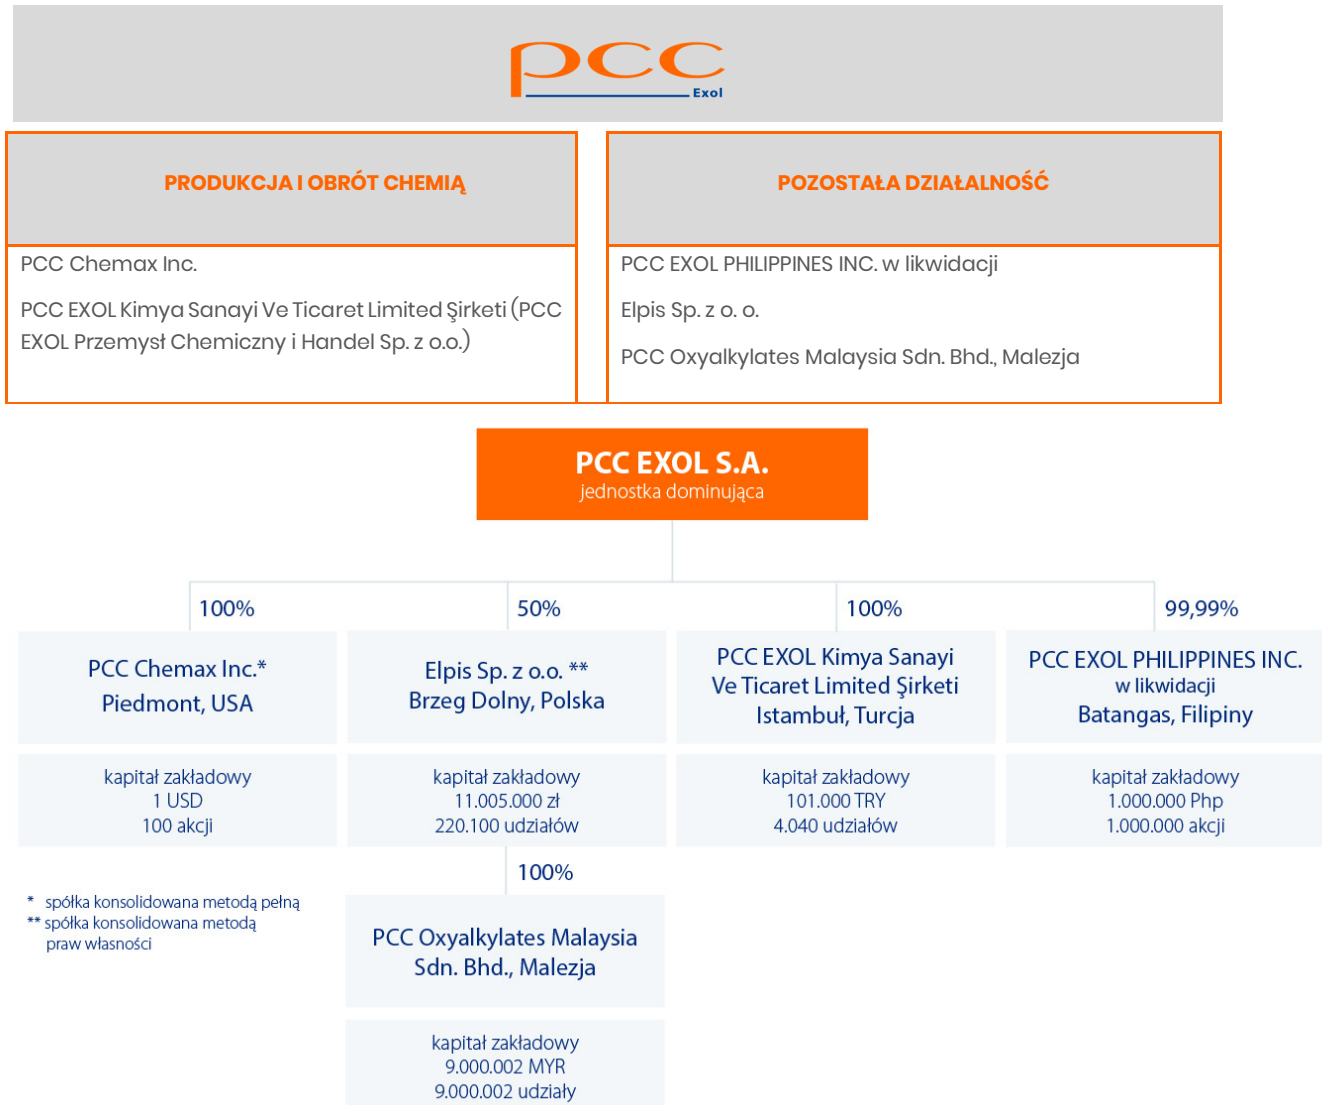 pcc
Exol
PRODUKCJA I OBRÓT CHEMIĄ
PCC Chemax Inc.
PCC EXOL Kimya Sanayi Ve Ticaret Limited Şirketi (PCC
EXOL Przemysł Chemiczny i Handel Sp. z o.o.)
POZOSTAŁA DZIAŁALNOŚĆ
PCC EXOL PHILIPPINES INC. w likwidacji
Elpis Sp. z o. o.
PCC Oxyalkylates Malaysia Sdn. Bhd., Malezja
PCC EXOL S.A.
jednostka dominująca
100%
PCC Chemax Inc.*
Piedmont, USA
kapitał zakładowy
1 USD
100 akcji
50%
Elpis Sp. z o.o. **
Brzeg Dolny, Polska
kapitał zakładowy
11.005.000 zł
220.100 udziałów
100%
PCC EXOL Kimya Sanayi
Ve Ticaret Limited Şirketi
Istambuł, Turcja
kapitał zakładowy
101.000 TRY
4.040 udziałów
99,99%
PCC EXOL PHILIPPINES INC.
w likwidacji
Batangas, Filipiny
kapitał zakładowy
1.000.000 Php
1.000.000 akcji
100%
PCC Oxyalkylates Malaysia
Sdn. Bhd., Malezja
kapitał zakładowy
9.000.002 MYR
9.000.002 udziały
* spółka konsolidowana metodą pełną
** spółka konsolidowana metodą
praw własności